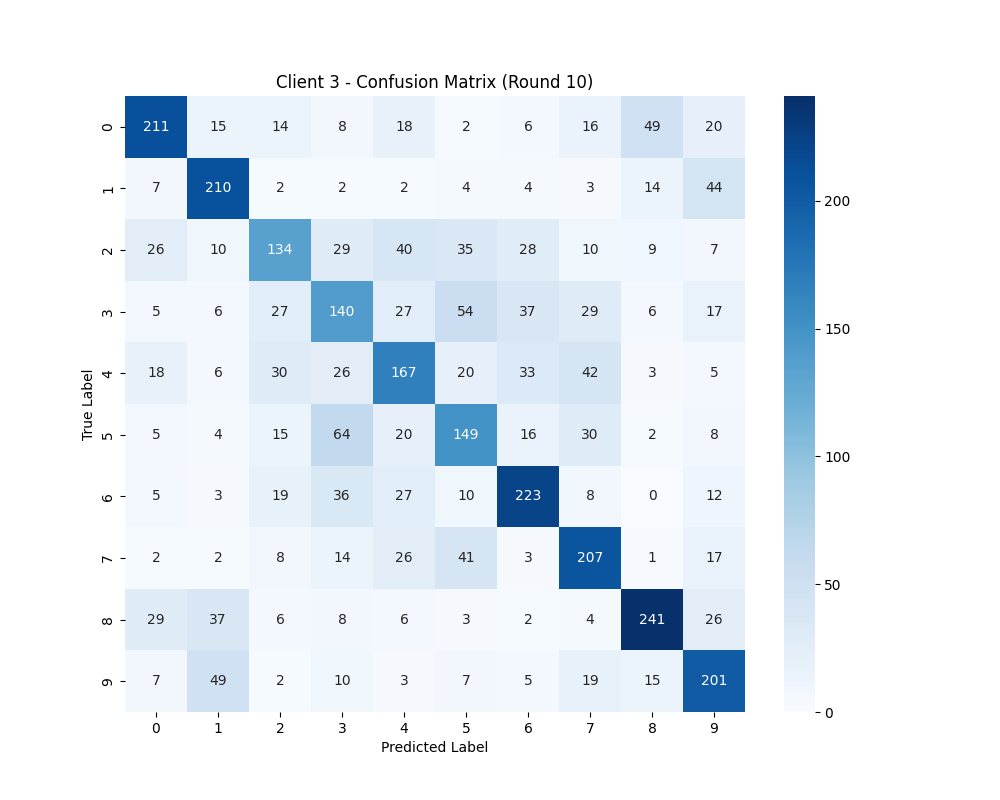 Client 3 - Confusion Matrix (Round 10)
0 211 15 14 8 18 2 6 16 49 20
1 7 210 2 2 2 4 4 3 14 44
2 26 10 134 29 40 35 28 10 9 7
3 5 6 27 140 27 54 37 29 6 17
4 18 6 30 26 167 20 33 42 3 5
5 5 4 15 64 20 149 16 30 2 8
6 5 3 19 36 27 10 223 8 0 12
7 2 2 8 14 26 41 3 207 1 17
8 29 37 6 8 6 3 2 4 241 26
9 7 49 2 10 3 7 5 19 15 201
0 1 2 3 4 5 6 7 8 9
Predicted Label
True Label
200
150
100
50
0